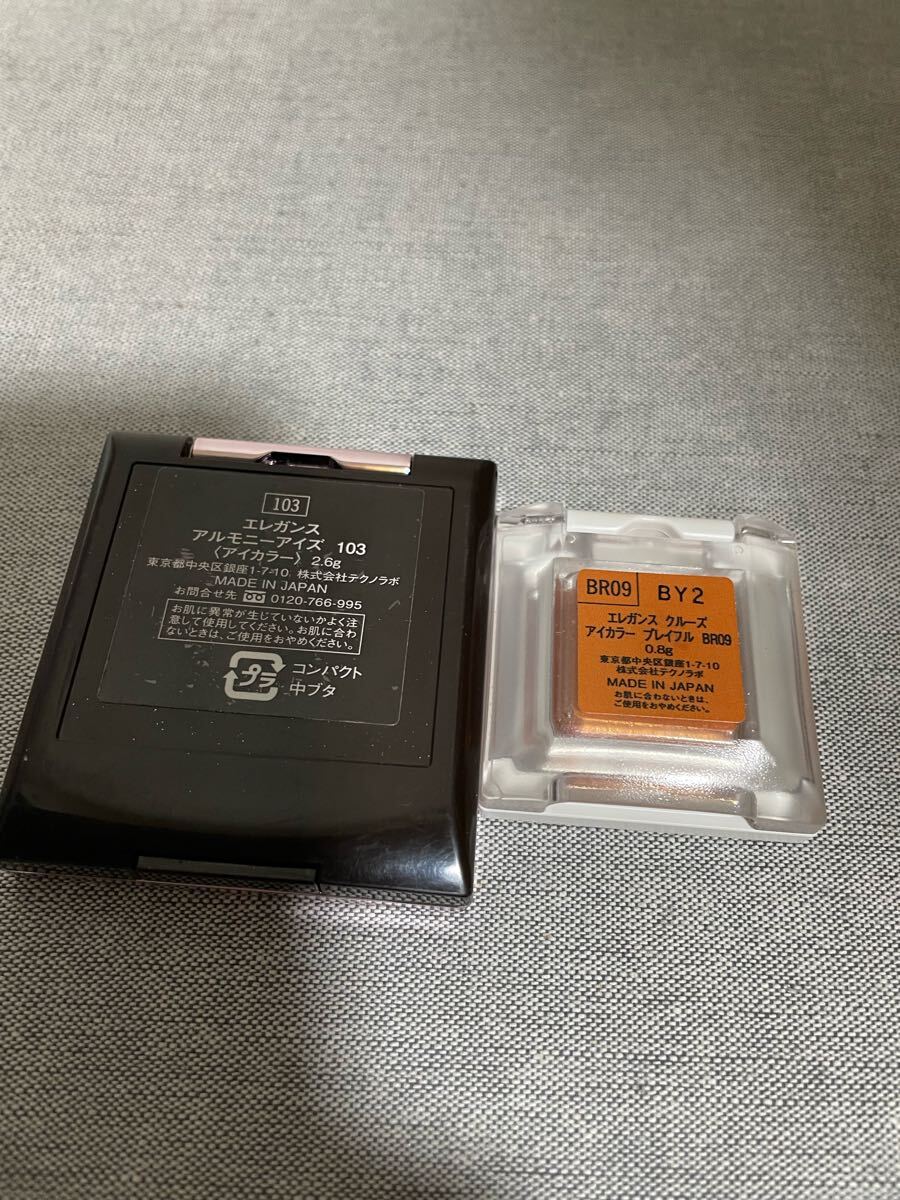 103
エレガンス
アルモニーアイズ 103
〈アイカラー〉 2.6g
東京都中央区銀座1-7-10 株式会社テクノラボ
MADE IN JAPAN
お問合せ先 0120-766-995
お肌に異常が生じていないかよく注
意して使用してください。お肌に合わ
ないときは、ご使用をおやめください。
プラ
コンパクト
中ブタ
BR09 BY2
エレガンス クルーズ
アイカラー プレイフル BR09
0.8g
東京都中央区銀座1-7-10
株式会社テクノラボ
MADE IN JAPAN
お肌に合わないときは、
ご使用をおやめください。